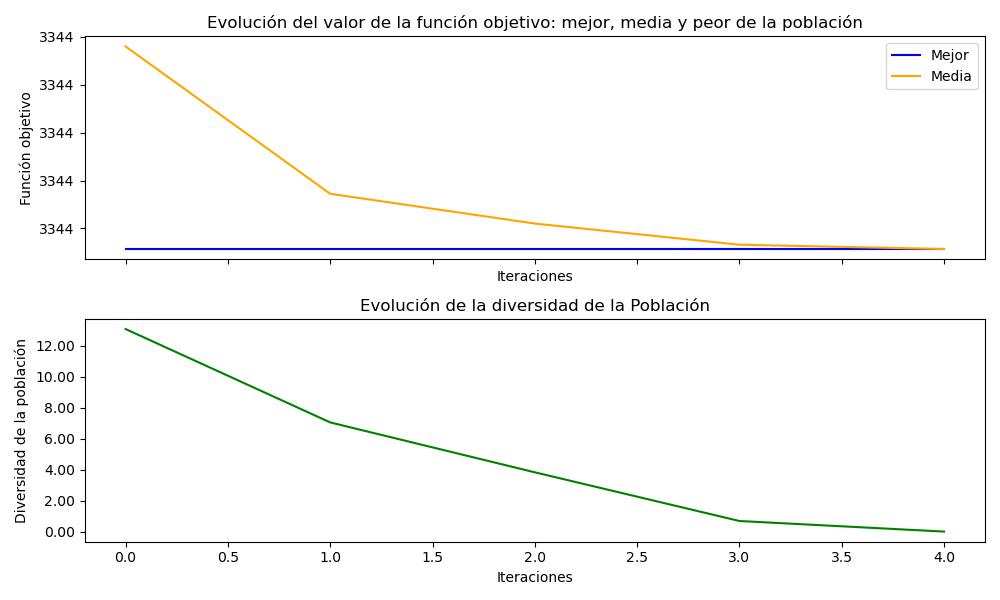 Evolución del valor de la función objetivo: mejor, media y peor de la población
3344
3344
3344
3344
3344
Función objetivo
Mejor
Media
Iteraciones
Evolución de la diversidad de la Población
12.00
10.00
8.00
6.00
4.00
2.00
0.00
Diversidad de la población
0.0 0.5 1.0 1.5 2.0 2.5 3.0 3.5 4.0
Iteraciones